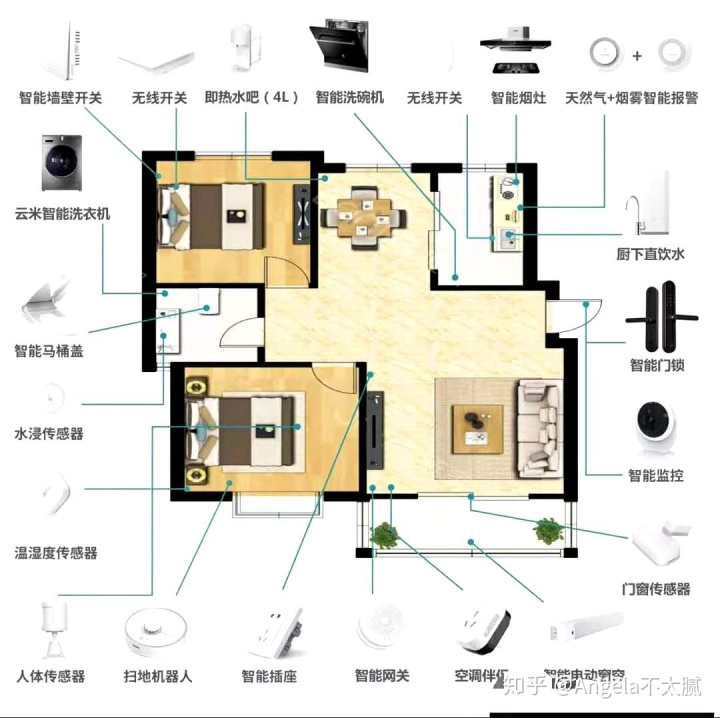 智能墙壁开关
无线开关
即热水吧（4L）
智能洗碗机
无线开关
智能烟灶
天然气+烟雾智能报警
云米智能洗衣机
厨下直饮水
智能马桶盖
智能门锁
水浸传感器
智能监控
温湿度传感器
门窗传感器
人体传感器
扫地机器人
智能插座
智能网关
空调伴侣
智能电动窗帘
知乎 @Angela不太腻